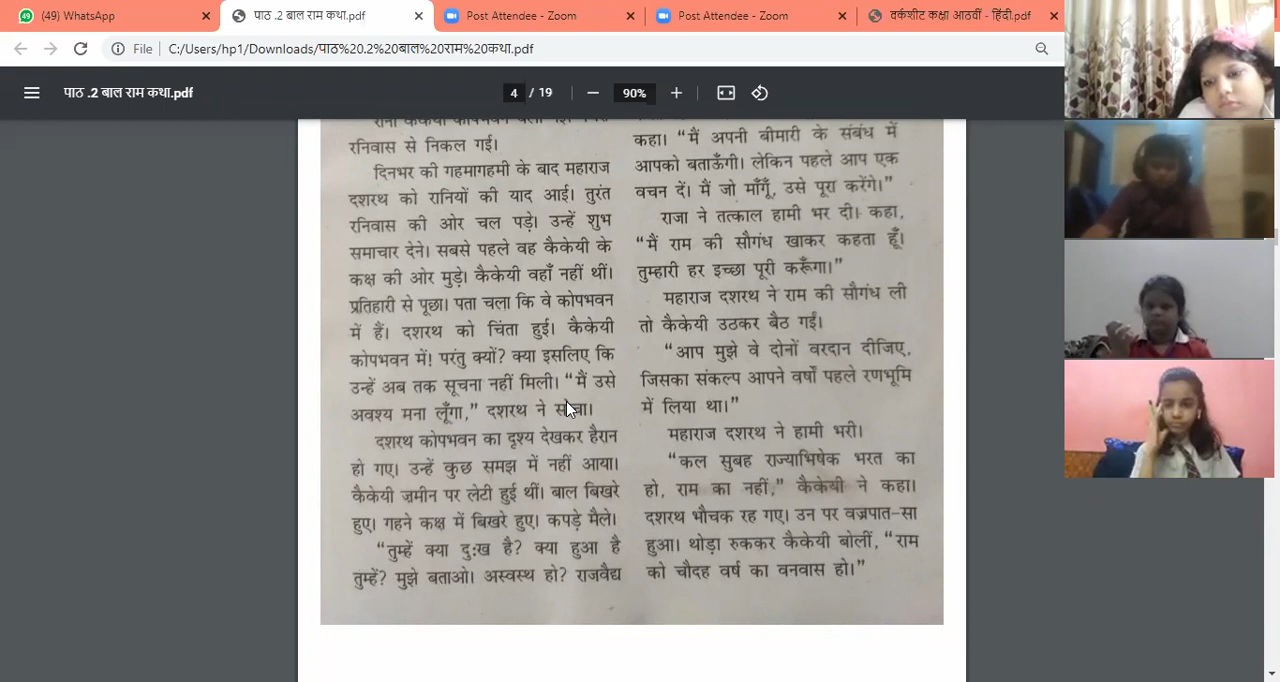 (49) WhatsApp
पाठ .2 बाल राम कथा.pdf
Post Attendee - Zoom
Post Attendee - Zoom
वर्कशीट कक्षा आठवीं - हिंदी.pdf
File
C:/Users/hp1/Downloads/पाठ%20.2%20बाल%20राम%20कथा.pdf
पाठ .2 बाल राम कथा.pdf
4 / 19
90%
रनिवास से निकल गई।
दिनभर की गहमागहमी के बाद महाराज
दशरथ को रानियों की याद आई। तुरंत
रनिवास की ओर चल पड़े। उन्हें शुभ
समाचार देने। सबसे पहले वह कैकेयी के
कक्ष की ओर मुड़े। कैकेयी वहाँ नहीं थीं।
प्रतिहारी से पूछा। पता चला कि वे कोपभवन
में हैं। दशरथ को चिंता हुई। कैकेयी
कोपभवन में! परंतु क्यों? क्या इसलिए कि
उन्हें अब तक सूचना नहीं मिली। “मैं उसे
अवश्य मना लूँगा,” दशरथ ने सोचा।
दशरथ कोपभवन का दृश्य देखकर हैरान
हो गए। उन्हें कुछ समझ में नहीं आया।
कैकेयी ज़मीन पर लेटी हुई थीं। बाल बिखरे
हुए। गहने कक्ष में बिखरे हुए। कपड़े मैले।
“तुम्हें क्या दुःख है? क्या हुआ है
तुम्हें? मुझे बताओ। अस्वस्थ हो? राजवैद्य
कहा। “मैं अपनी बीमारी के संबंध में
आपको बताऊँगी। लेकिन पहले आप एक
वचन दें। मैं जो माँगूँ, उसे पूरा करेंगे।”
राजा ने तत्काल हामी भर दी। कहा,
“मैं राम की सौगंध खाकर कहता हूँ।
तुम्हारी हर इच्छा पूरी करूँगा।”
महाराज दशरथ ने राम की सौगंध ली
तो कैकेयी उठकर बैठ गईं।
“आप मुझे वे दोनों वरदान दीजिए,
जिसका संकल्प आपने वर्षों पहले रणभूमि
में लिया था।”
महाराज दशरथ ने हामी भरी।
“कल सुबह राज्याभिषेक भरत का
हो, राम का नहीं,” कैकेयी ने कहा।
दशरथ भौचक रह गए। उन पर वज्रपात-सा
हुआ। थोड़ा रुककर कैकेयी बोलीं, “राम
को चौदह वर्ष का वनवास हो।”